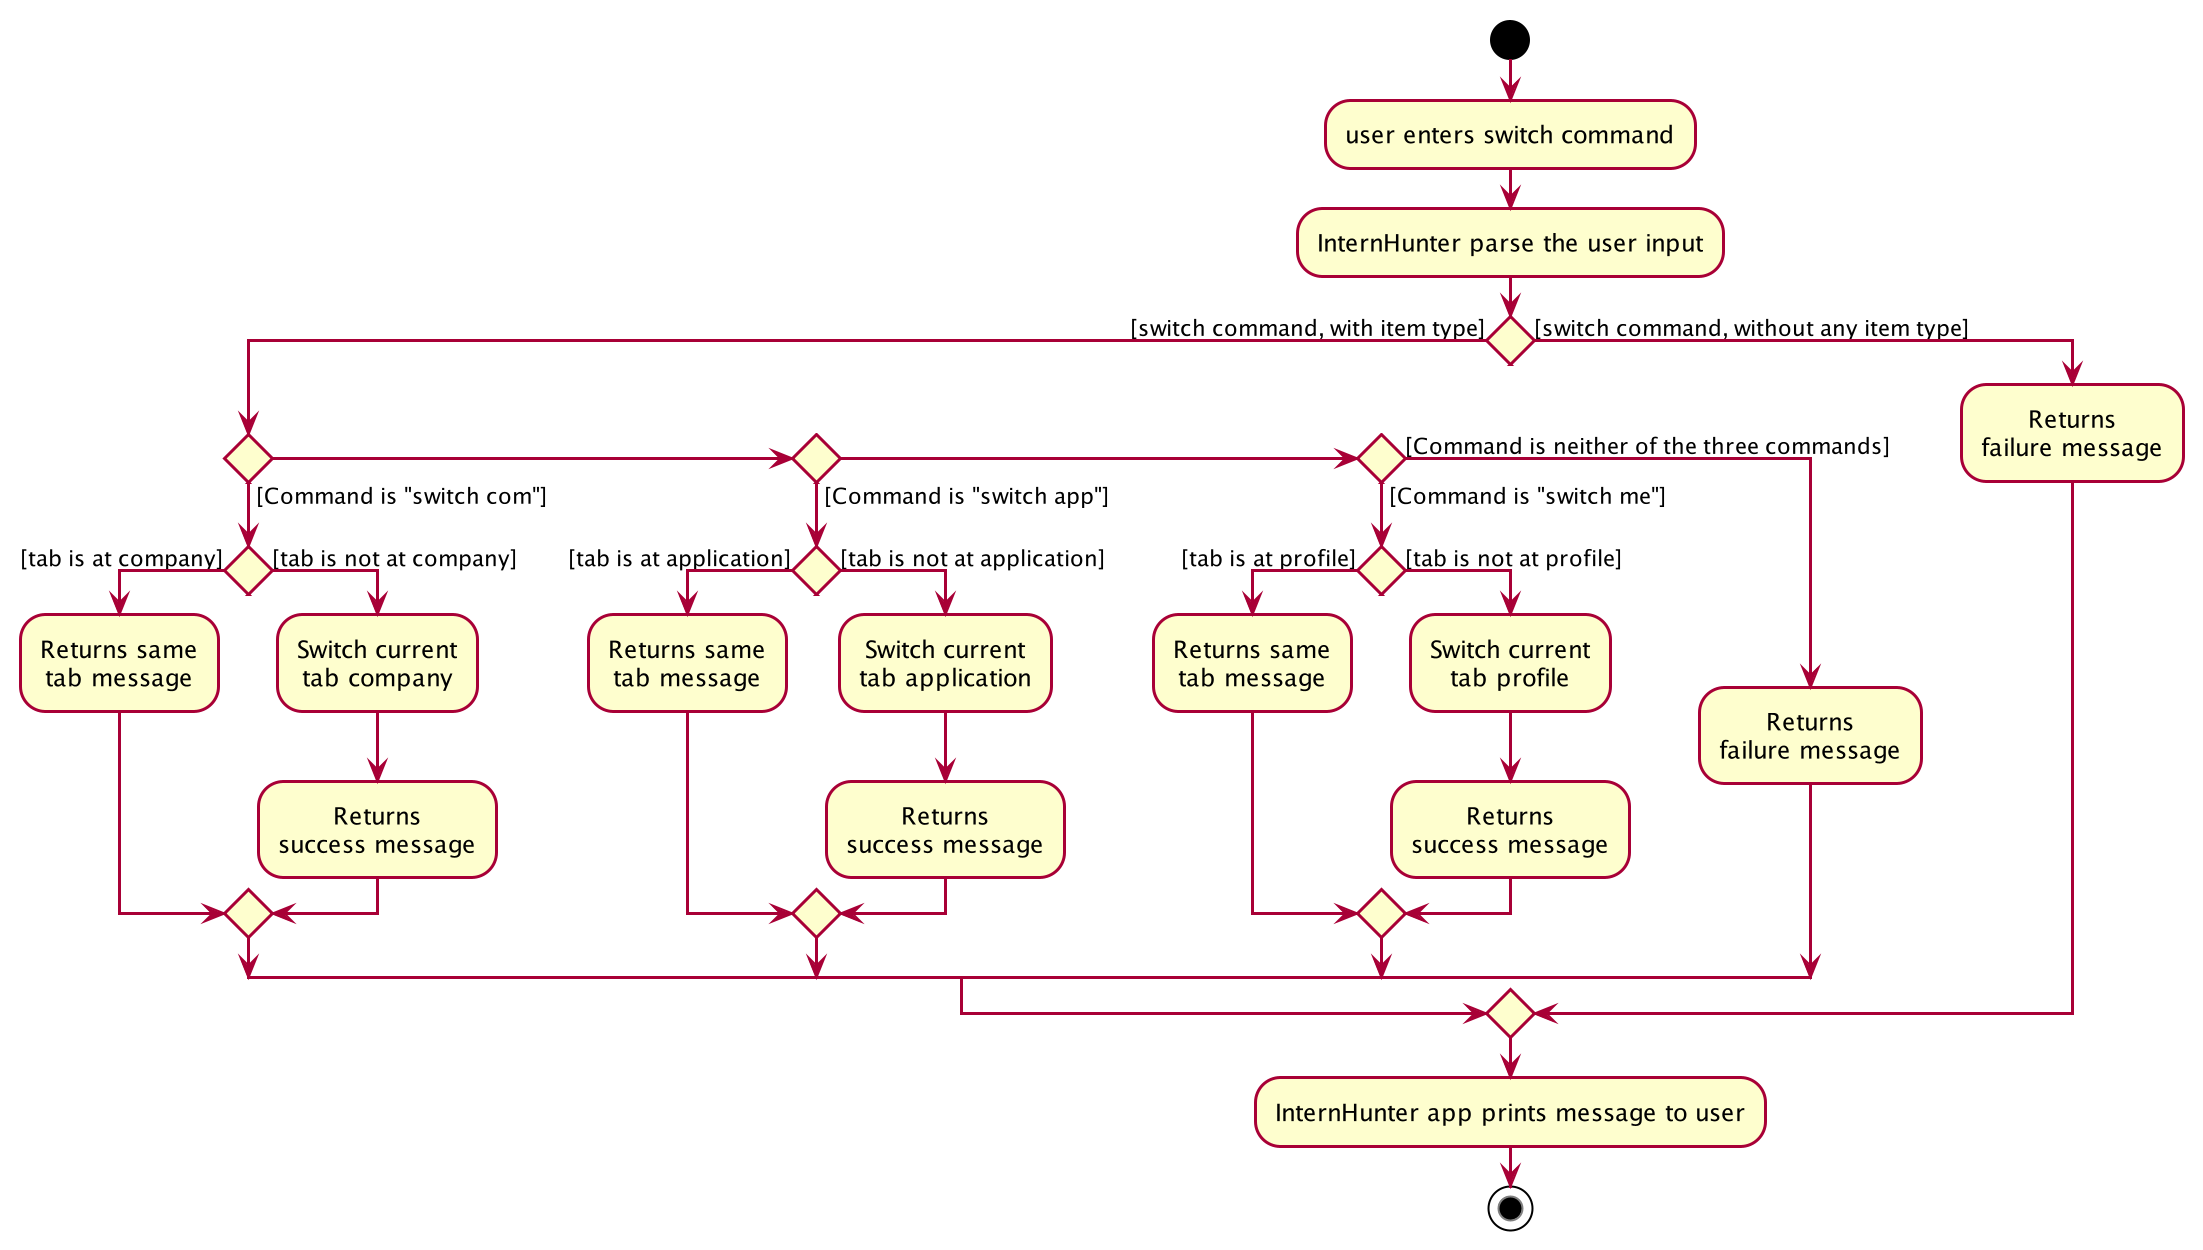 user enters switch command
InternHunter parse the user input
[switch command, with item type]
[switch command, without any item type]
Returns
failure message
[Command is neither of the three commands]
[Command is "switch com"]
[Command is "switch app"]
[Command is "switch me"]
[tab is at company]
[tab is not at company]
[tab is at application]
[tab is not at application]
[tab is at profile]
[tab is not at profile]
Returns same
tab message
Switch current
tab company
Returns same
tab message
Switch current
tab application
Returns same
tab message
Switch current
tab profile
Returns
failure message
Returns
success message
Returns
success message
Returns
success message
InternHunter app prints message to user